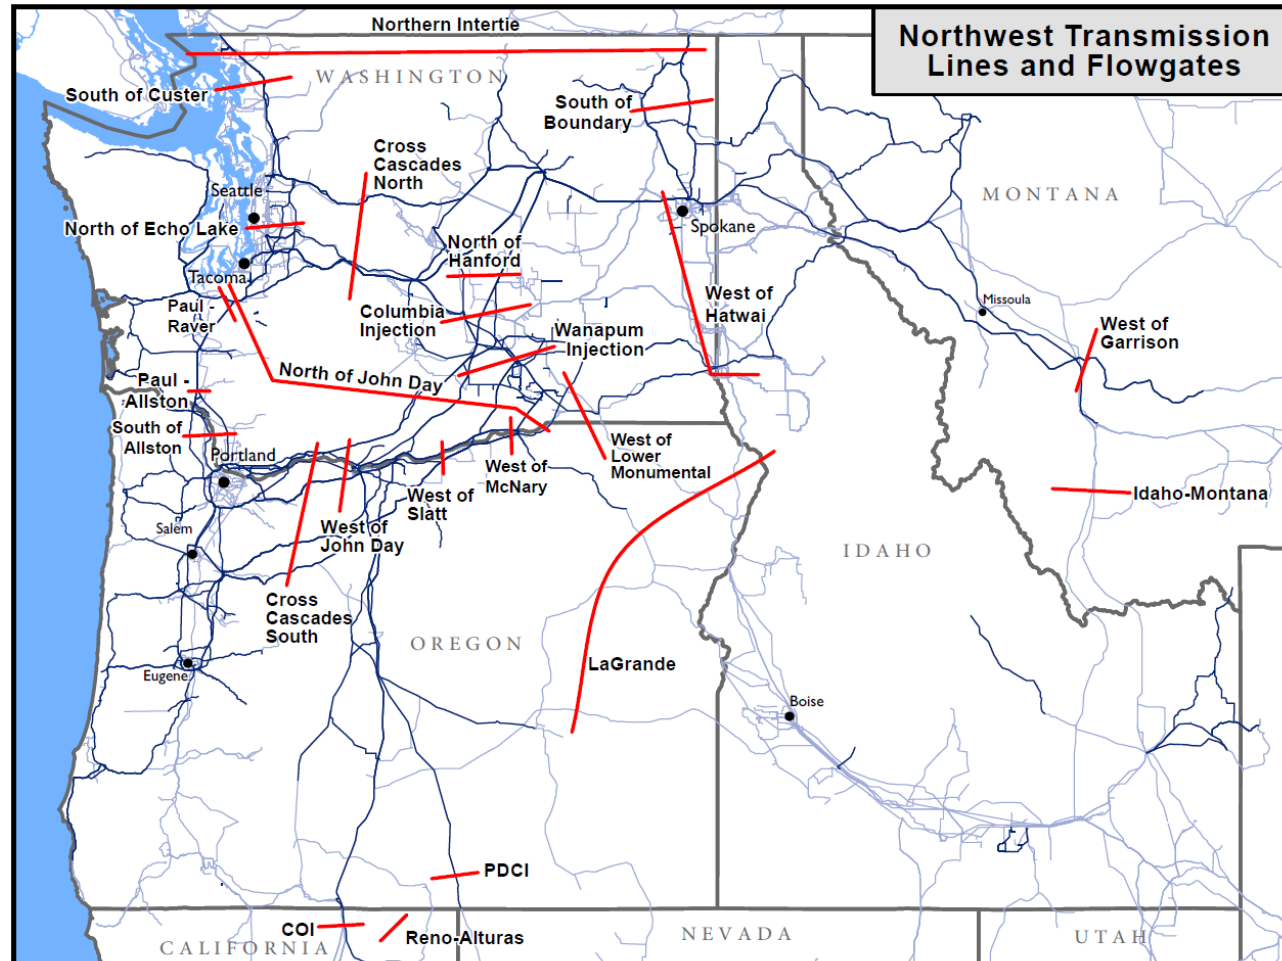 Northern Intertie
Northwest Transmission
Lines and Flowgates
WASHINGTON
South of Custer
South of
Boundary
Cross
Cascades
North
MONTANA
Seattle
North of Echo Lake
Spokane
North of
Hanford
Tacoma
Paul -
Raver
Columbia
Injection
West of
Hatwai
Missoula
West of
Garrison
Wanapum
Injection
North of John Day
Paul -
Allston
South of
Allston
Portland
West of
Lower
Monumental
West of
McNary
West of
Slatt
Idaho-Montana
Salem
West of
John Day
IDAHO
Cross
Cascades
South
OREGON
LaGrande
Eugene
Boise
PDCI
COI
Reno-Alturas
CALIFORNIA
NEVADA
UTAH